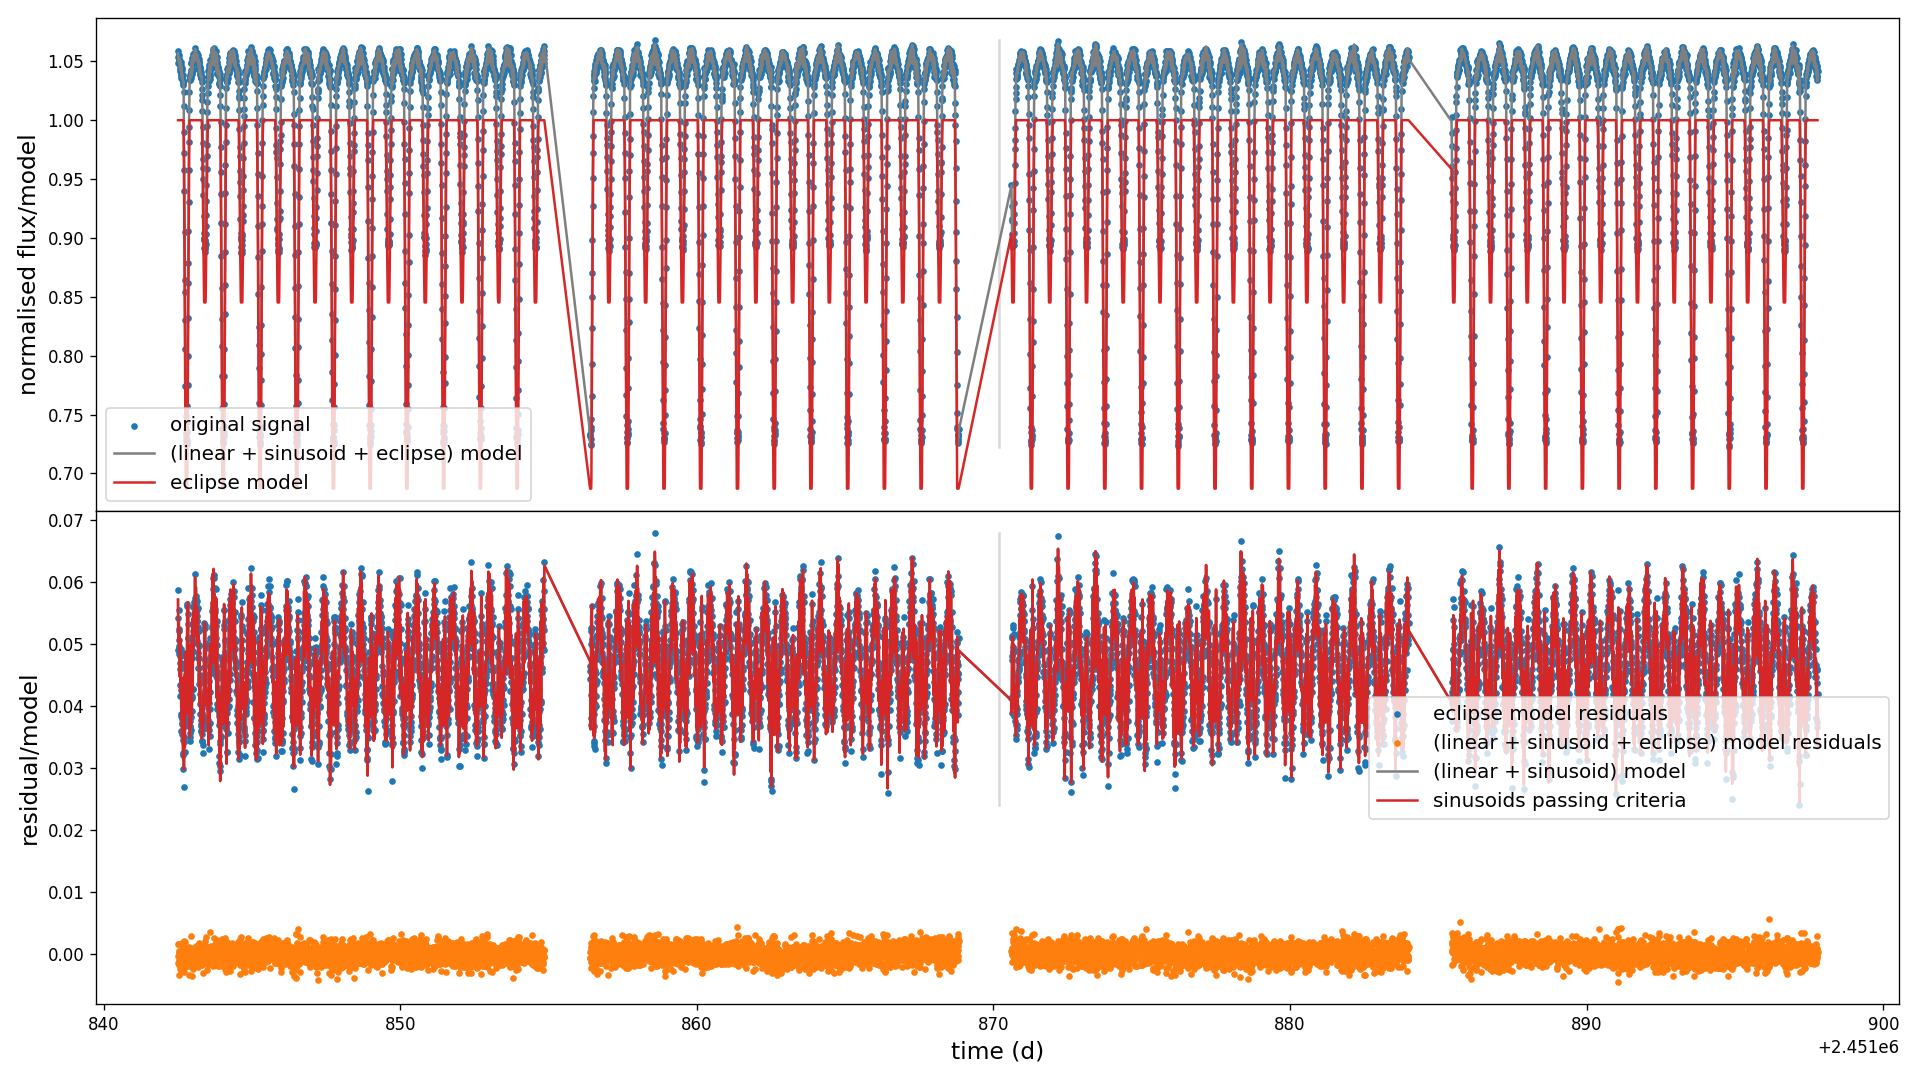 normalised flux/model
1.05
1.00
0.95
0.90
0.85
0.80
0.75
0.70
original signal
(linear + sinusoid + eclipse) model
eclipse model
residual/model
0.07
0.06
0.05
0.04
0.03
0.02
0.01
0.00
eclipse model residuals
(linear + sinusoid + eclipse) model residuals
(linear + sinusoid) model
sinusoids passing criteria
840 850 860 870 880 890 900
time (d)
+2.451e6